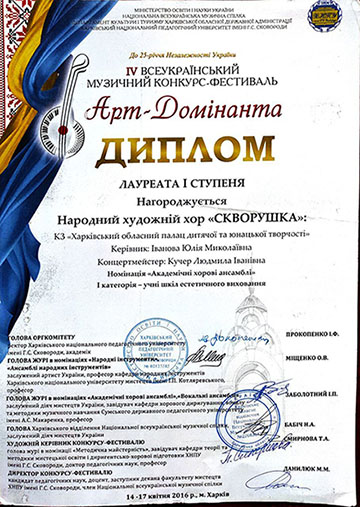 МІНІСТЕРСТВО ОСВІТИ І НАУКИ УКРАЇНИ
НАЦІОНАЛЬНА ВСЕУКРАЇНСЬКА МУЗИЧНА СПІЛКА
КУЛЬТУРИ І ТУРИЗМУ ХАРКІВСЬКОЇ ОБЛАСНОЇ ДЕРЖАВНОЇ АДМІНІСТРАЦІЇ
ХАРКІВСЬКИЙ НАЦІОНАЛЬНИЙ ПЕДАГОГІЧНИЙ УНІВЕРСИТЕТ ІМЕНІ Г.С. СКОВОРОДИ
До 25-річчя Незалежності України
IV ВСЕУКРАЇНСЬКИЙ
МУЗИЧНИЙ КОНКУРС-ФЕСТИВАЛЬ
Арт-Домінанта
ДИПЛОМ
ЛАУРЕАТА І СТУПЕНЯ
Нагороджується
Народний художній хор «СКВОРУШКА»:
КЗ «Харківський обласний палац дитячої та юнацької творчості»
Керівник: Іванова Юлія Миколаївна
Концертмейстер: Кучер Людмила Іванівна
Номінація «Академічні хорові ансамблі»
І категорія – учні шкіл естетичного виховання
ГОЛОВА ОРГКОМІТЕТУ
ректор Харківського національного педагогічного університету
імені Г.С. Сковороди, академік
ПРОКОПЕНКО І.Ф.
ГОЛОВА ЖУРІ в номінаціях «Народні інструменти»,
«Ансамблі народних інструментів»
МІЩЕНКО О.В.
заслужений артист України, професор кафедри народних інструментів
Харківського національного університету мистецтв імені І.П. Котляревського,
професор
ГОЛОВА ЖУРІ в номінаціях «Академічні хорові ансамблі», «Вокальні ансамблі»
ЗАБОЛОТНИЙ І.П.
заслужений діяч мистецтв України, завідувач кафедри хорового диригування,
та методики музичного навчання Сумського державного педагогічного університету
імені А.С. Макаренка, професор
ГОЛОВА Харківського відділення Національної всеукраїнської музичної спілки
БАБІЧ Н.А.
заслужений діяч мистецтв України
ХУДОЖНІЙ КЕРІВНИК КОНКУРС-ФЕСТИВАЛЮ
СМИРНОВА Т.А.
голова журі в номінації «Методична майстерність», завідувач кафедри теорії
методики мистецької освіти і диригентсько-хорової підготовки ХНПУ
імені Г.С. Сковороди, доктор педагогічних наук, професор
ДИРЕКТОР КОНКУРС-ФЕСТИВАЛЮ
ДАНИЛЮК М.М.
кандидат педагогічних наук, доцент, заступник декана факультету мистецтв
ХНПУ імені Г.С. Сковороди, член Національної всеукраїнської музичної спілки
14 -17 квітня 2016 р., м. Харків